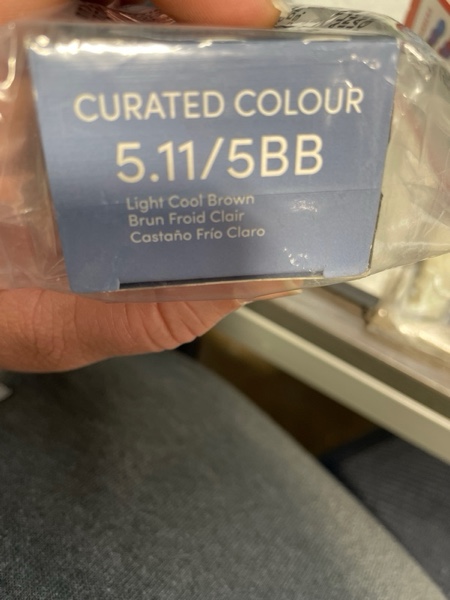 CURATED COLOUR
5.11/5BB
Light Cool Brown
Brun Froid Clair
Castaño Frío Claro